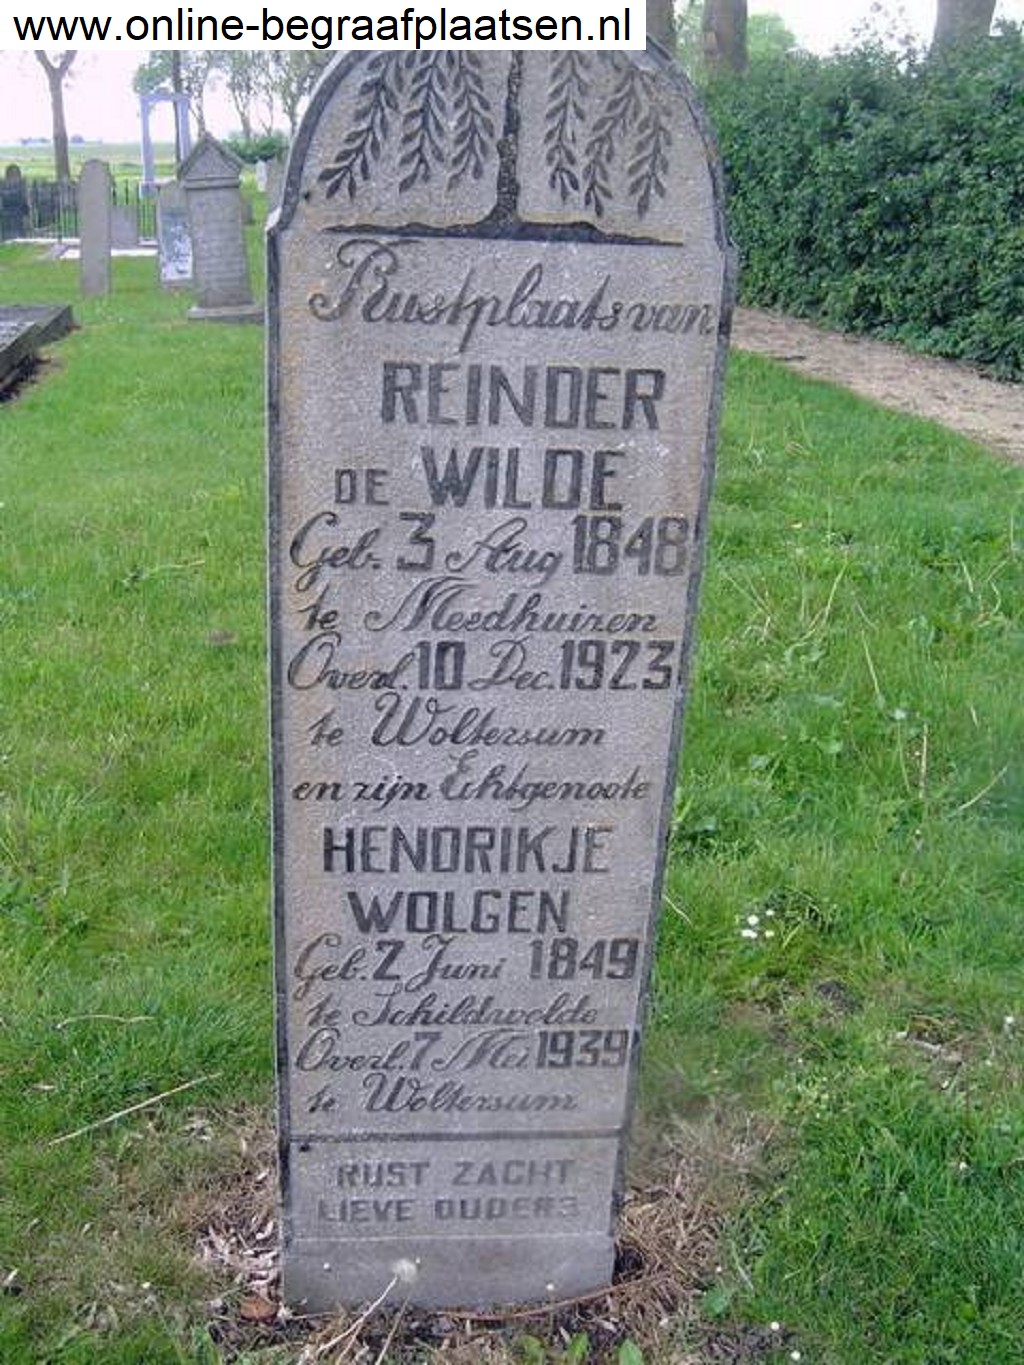 www.online-begraafplaatsen.nl
Rustplaats van
REINDER
DE WILDE
Geb. 3 Aug 1848
te Meedhuizen
Overl. 10 Dec. 1923
te Woltersum
en zijn Echtgenoote
HENDRIKJE
WOLGEN
Geb. 2 Juni 1849
te Schildwolde
Overl. 7 Mei 1939
te Woltersum
RUST ZACHT
LIEVE OUDERS